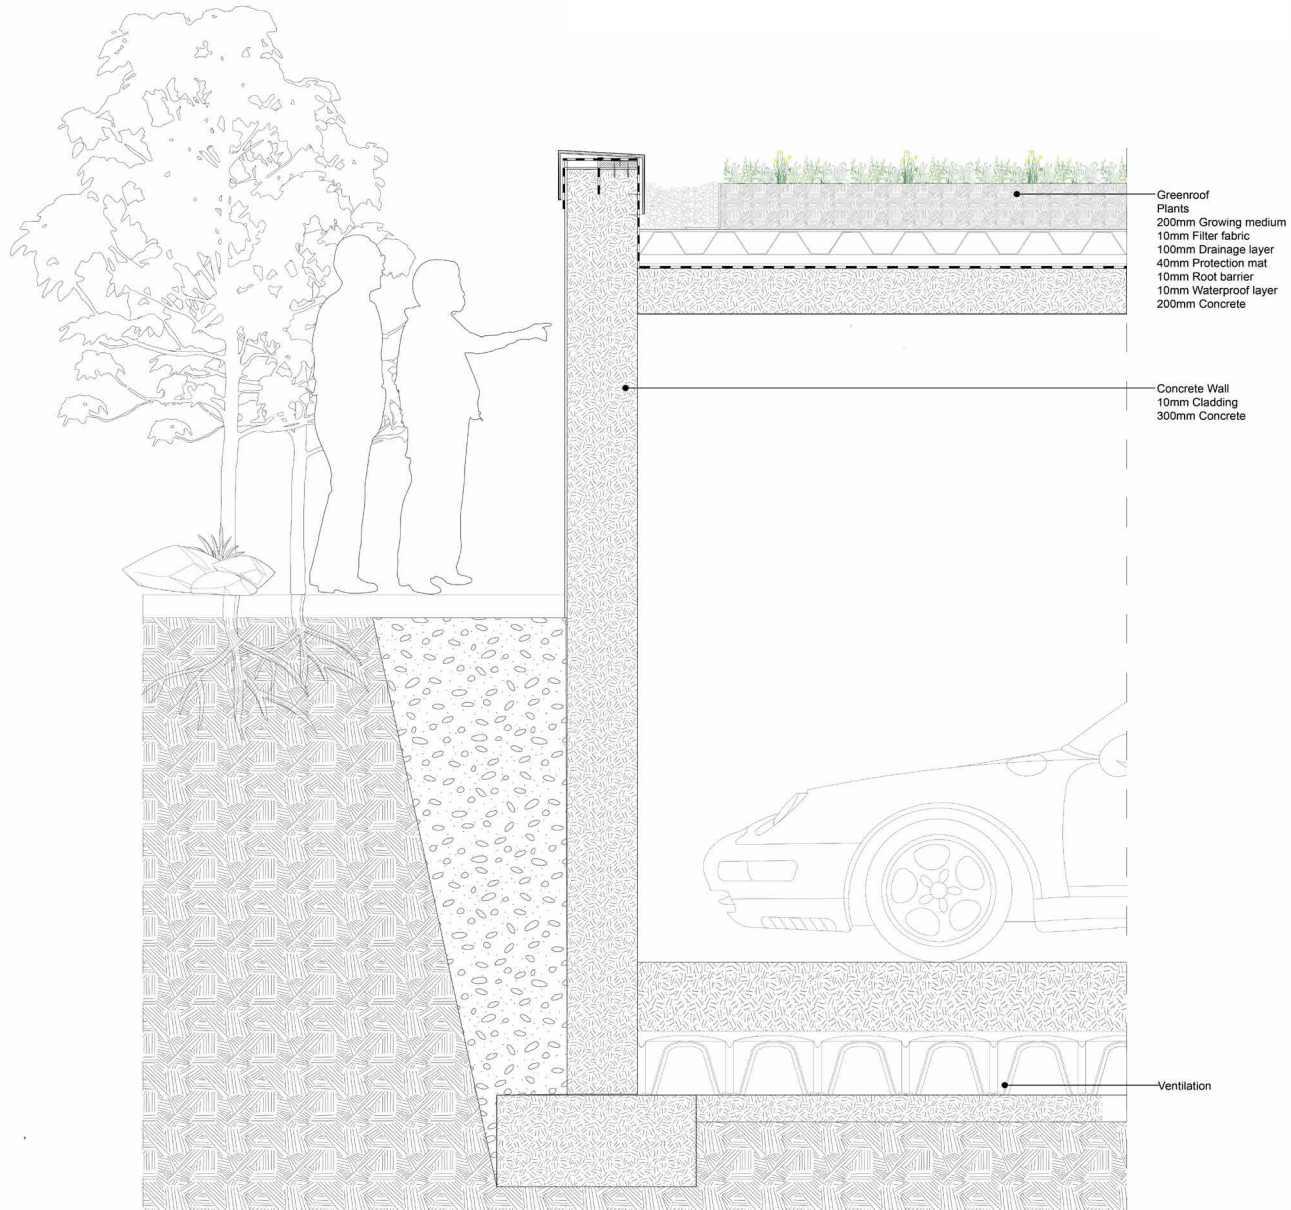 Greenroof
Plants
200mm Growing medium
10mm Filter fabric
100mm Drainage layer
40mm Protection mat
10mm Root barrier
10mm Waterproof layer
200mm Concrete
Concrete Wall
10mm Cladding
300mm Concrete
Ventilation